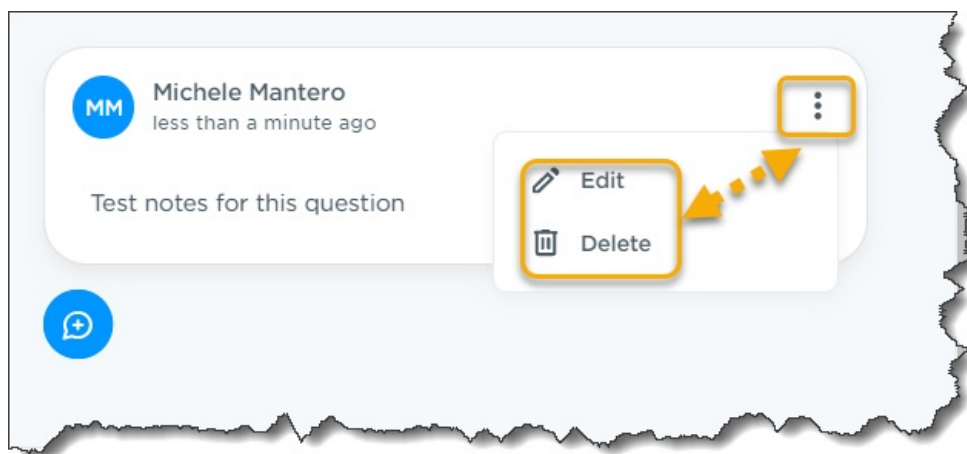 MM
Michele Mantero
less than a minute ago
Test notes for this question
Edit
Delete